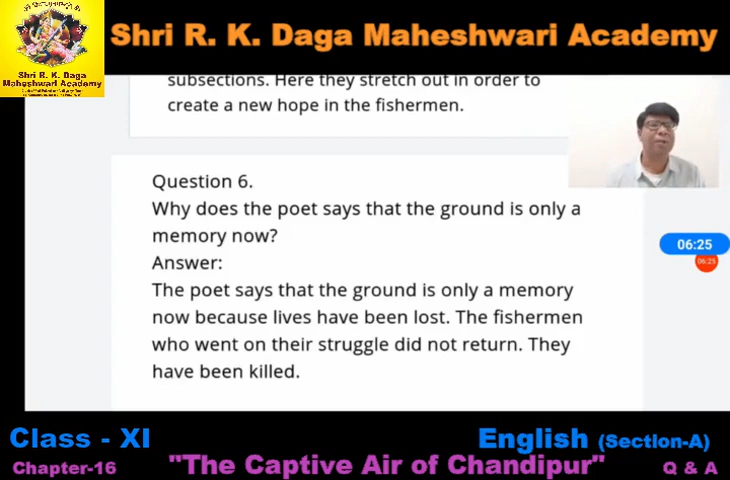 Shri R. K. Daga Maheshwari Academy
Shri R. K. Daga
Maheshwari Academy
subsections. Here they stretch out in order to
create a new hope in the fishermen.
Question 6.
Why does the poet says that the ground is only a
memory now?
Answer:
The poet says that the ground is only a memory
now because lives have been lost. The fishermen
who went on their struggle did not return. They
have been killed.
06:25
06:25
Class - XI
English (Section-A)
Chapter-16
"The Captive Air of Chandipur"
Q & A